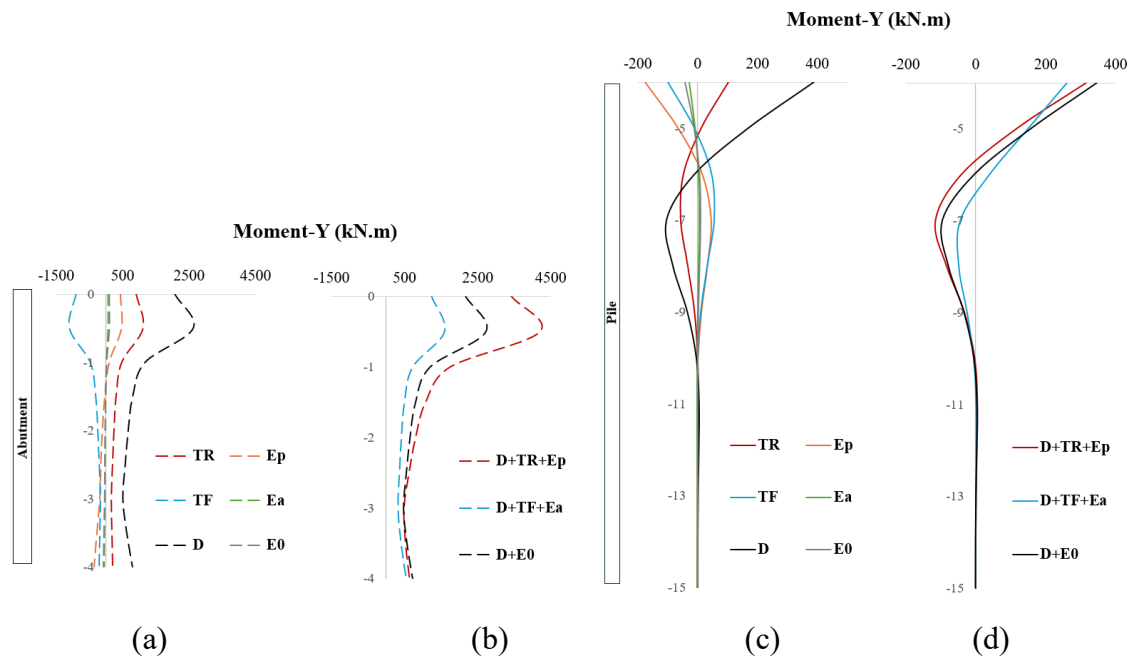 Moment-Y (kN.m)
-200 0 200 400
-200 0 200 400
-5
-7
-9
-11
-13
-15
Pile
TR Ep
TF Ea
D E0
-5
-7
-9
-11
-13
-15
D+TR+Ep
D+TF+Ea
D+E0
Moment-Y (kN.m)
-1500 500 2500 4500
500 2500 4500
0
-1
-2
-3
-4
Abutment
TR Ep
TF Ea
D E0
0
-1
-2
-3
-4
D+TR+Ep
D+TF+Ea
D+E0
(a) (b) (c) (d)